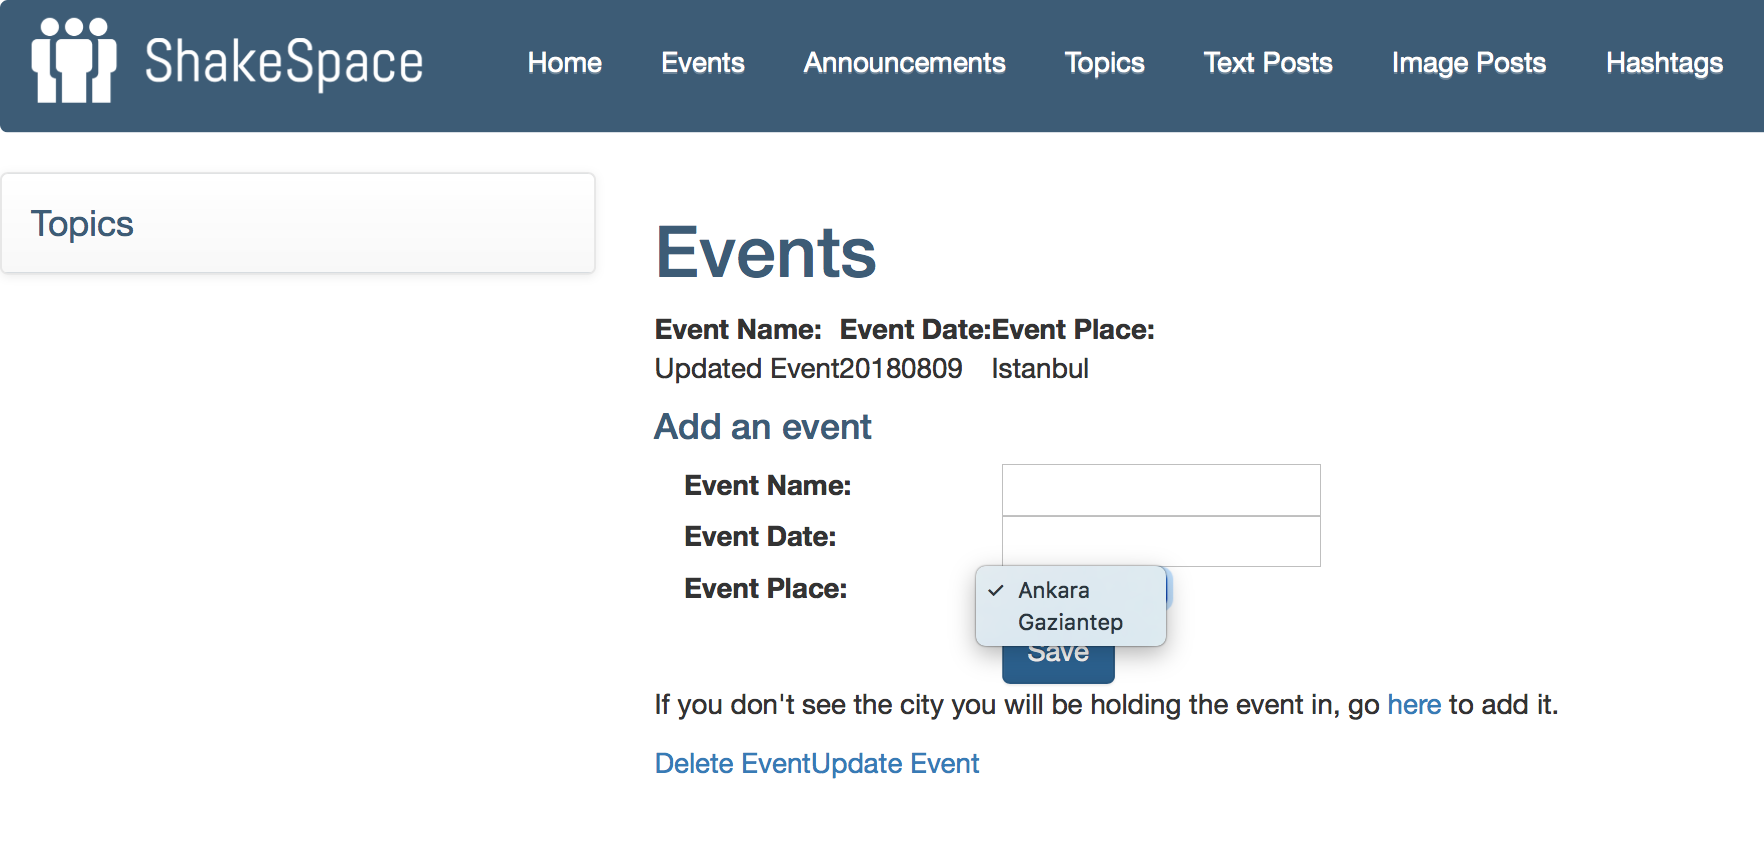 ShakeSpace Home Events Announcements Topics Text Posts Image Posts Hashtags
Topics
Events
Event Name: Event Date:Event Place:
Updated Event20180809 Istanbul
Add an event
Event Name:
Event Date:
Event Place:
✓ Ankara
Gaziantep
Save
If you don't see the city you will be holding the event in, go here to add it.
Delete EventUpdate Event